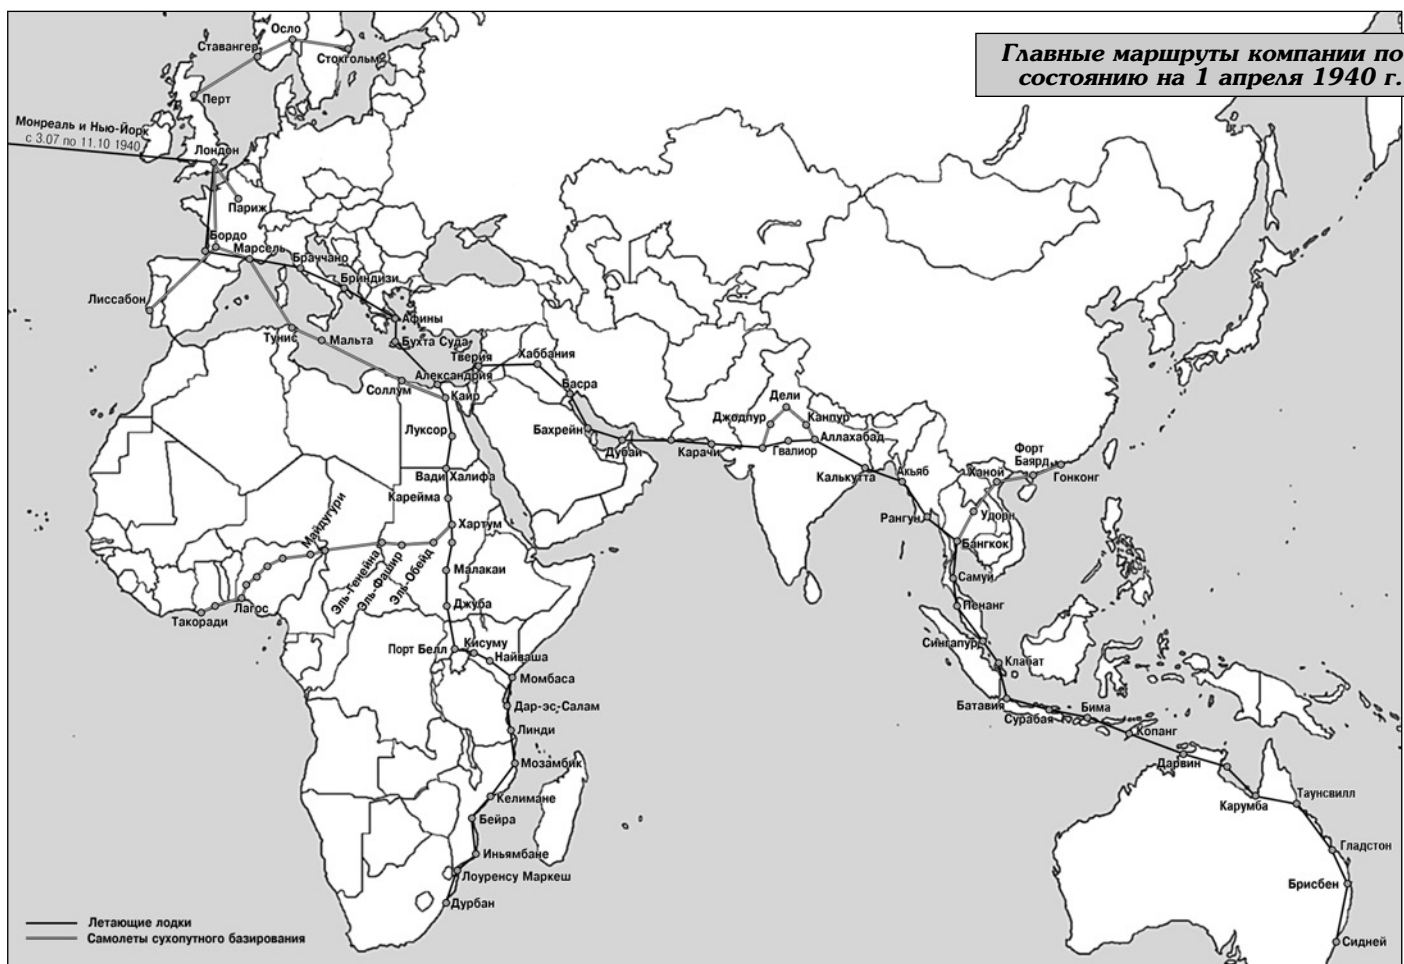 Главные маршруты компании по
состоянию на 1 апреля 1940 г.
Осло
Ставангер
Стокгольм
Перт
Монреаль и Нью-Йорк
с 3.07 по 11.10 1940
Лондон
Париж
Бордо
Марсель
Браччано
Бриндизи
Лиссабон
Афины
Тунис
Мальта
Бухта Суда
Тверия
Хаббания
Александрия
Соллум
Каир
Басра
Дели
Джодпур
Канпур
Луксор
Бахрейн
Дубай
Карачи
Гвалиор
Аллахабад
Форт
Баярд
Вади Халифа
Калькутта
Акьяб
Ханой
Гонконг
Карейма
Майдугури
Хартум
Рангун
Удорн
Бангкок
Эль-Генейна
Эль-Фашир
Эль-Обейд
Малакаи
Самуй
Лагос
Джуба
Пенанг
Такоради
Порт Белл
Кисуму
Найваша
Сингапур
Клабат
Момбаса
Дар-эс-Салам
Батавия
Сурабая
Бима
Линди
Копанг
Мозамбик
Дарвин
Келимане
Карумба
Таунсвилл
Бейра
Иньямбане
Гладстон
Лоуренсу Маркеш
Брисбен
Дурбан
Летающие лодки
Самолеты сухопутного базирования
Сидней